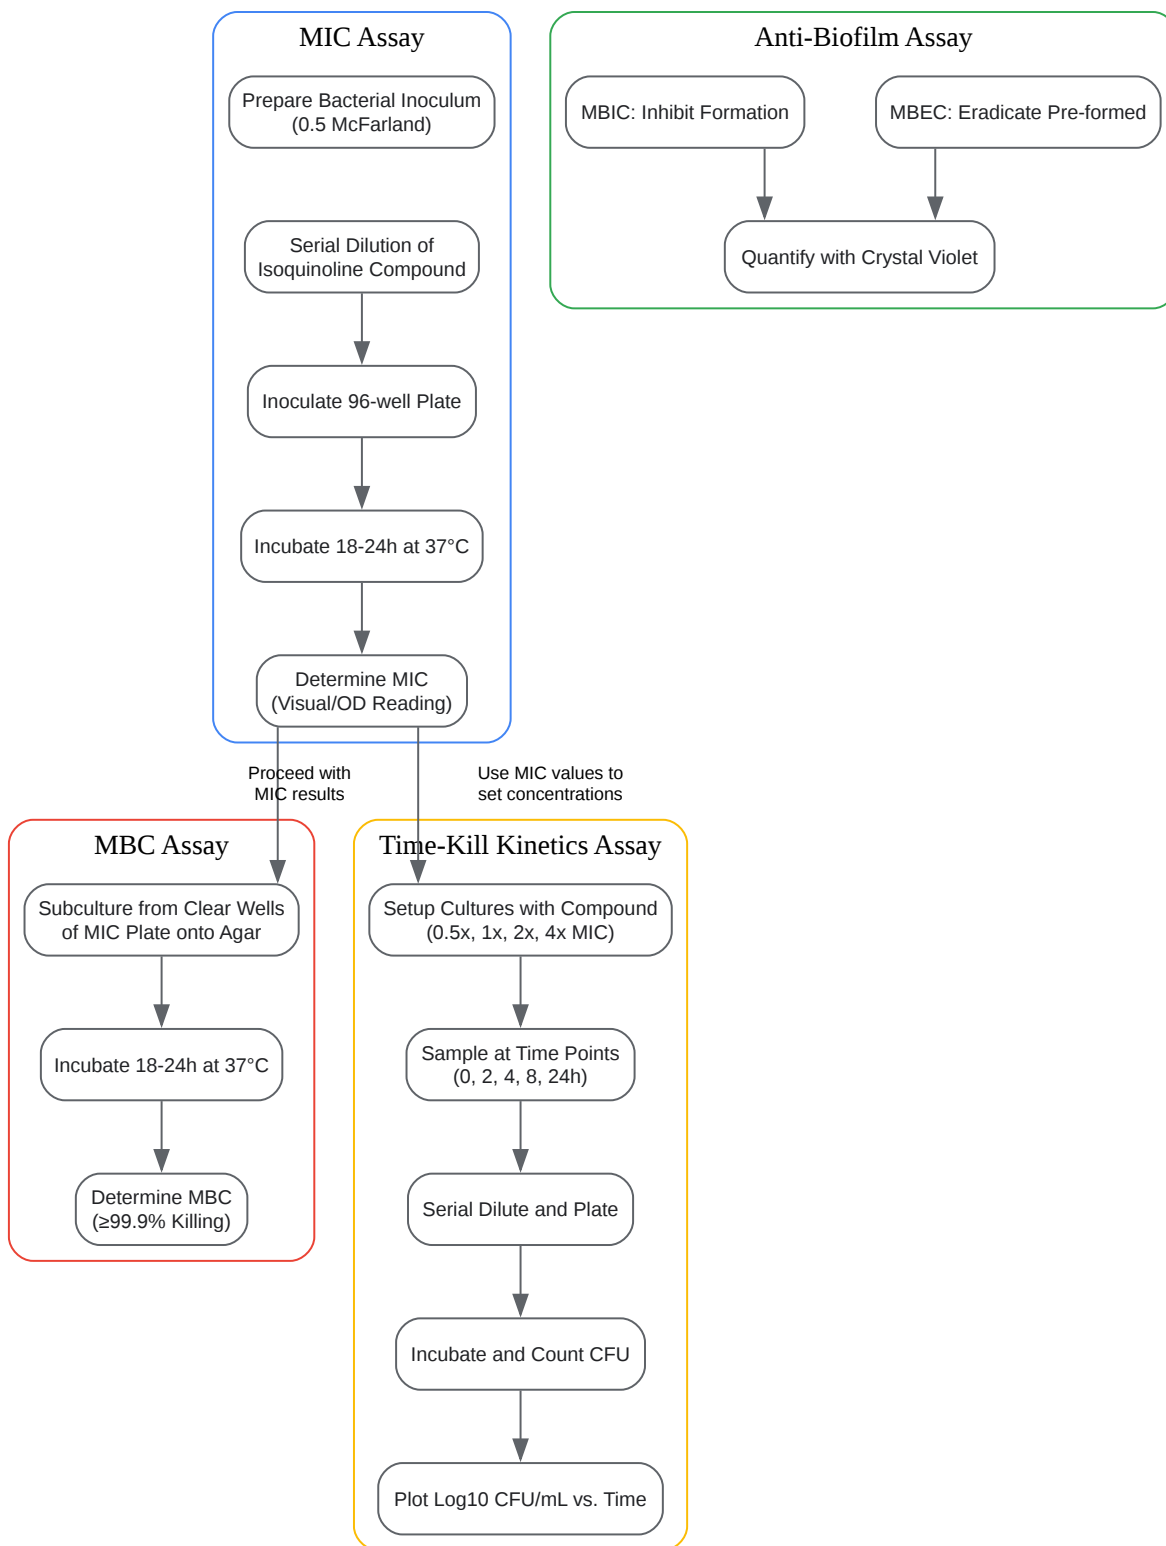 MIC Assay
Prepare Bacterial Inoculum
(0.5 McFarland)
Serial Dilution of
Isoquinoline Compound
Inoculate 96-well Plate
Incubate 18-24h at 37°C
Determine MIC
(Visual/OD Reading)
Anti-Biofilm Assay
MBIC: Inhibit Formation
MBEC: Eradicate Pre-formed
Quantify with Crystal Violet
Proceed with
MIC results
Use MIC values to
set concentrations
MBC Assay
Subculture from Clear Wells
of MIC Plate onto Agar
Incubate 18-24h at 37°C
Determine MBC
(≥99.9% Killing)
Time-Kill Kinetics Assay
Setup Cultures with Compound
(0.5x, 1x, 2x, 4x MIC)
Sample at Time Points
(0, 2, 4, 8, 24h)
Serial Dilute and Plate
Incubate and Count CFU
Plot Log10 CFU/mL vs. Time